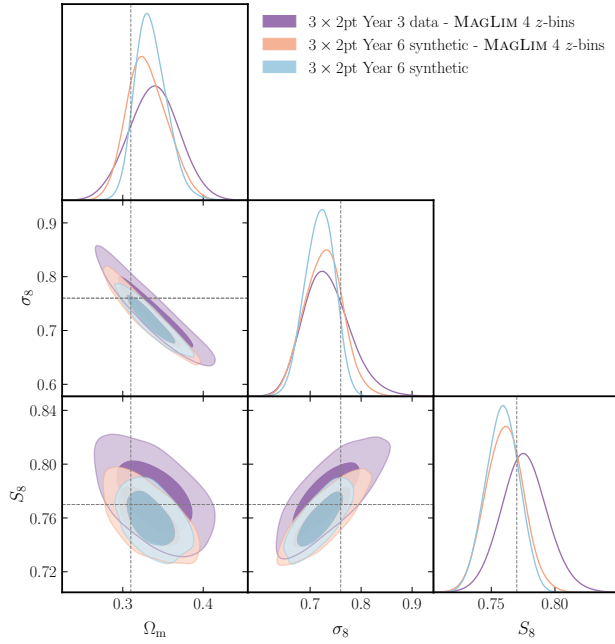 3 × 2pt Year 3 data - MAGLIM 4 z-bins
3 × 2pt Year 6 synthetic - MAGLIM 4 z-bins
3 × 2pt Year 6 synthetic
0.9
0.8
0.7
0.6
σ₈
0.84
0.80
0.76
0.72
S₈
0.3 0.4
0.7 0.8 0.9
0.75 0.80
Ωₘ
σ₈
S₈